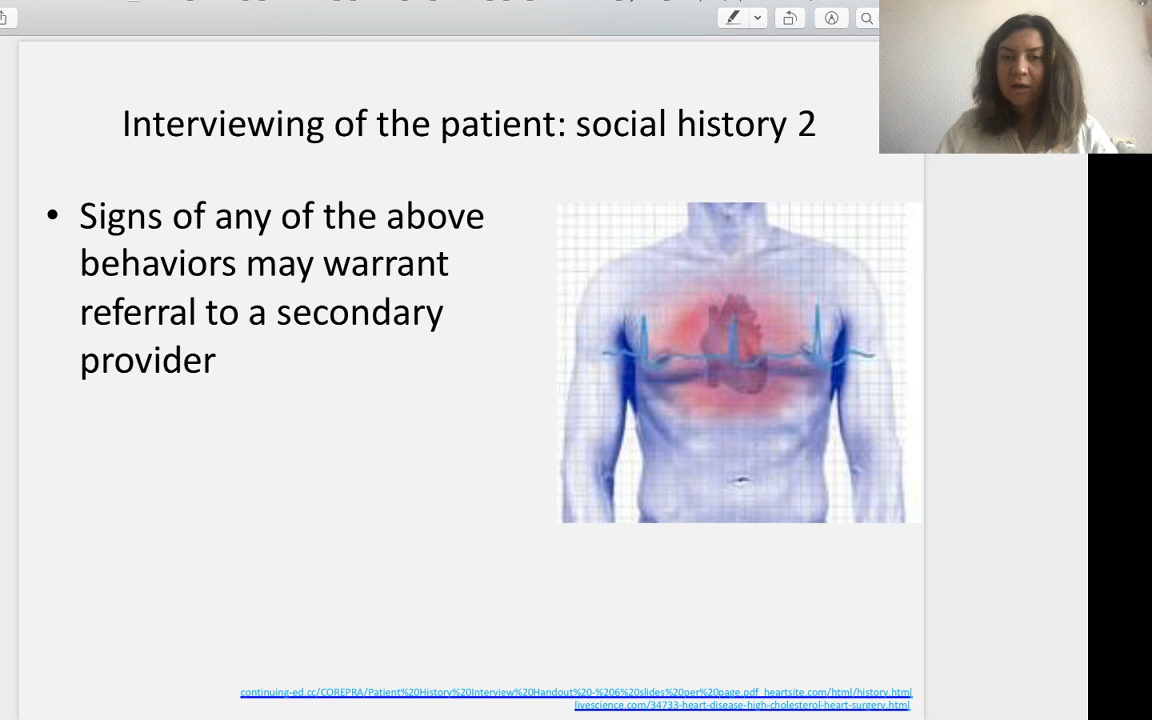 Interviewing of the patient: social history 2
• Signs of any of the above
behaviors may warrant
referral to a secondary
provider
continuing-ed.cc/COREPRA/Patient%20History%20Interview%20Handout%20-%206%20slides%20per%20page.pdf heartsite.com/html/history.html
livescience.com/34733-heart-disease-high-cholesterol-heart-surgery.html